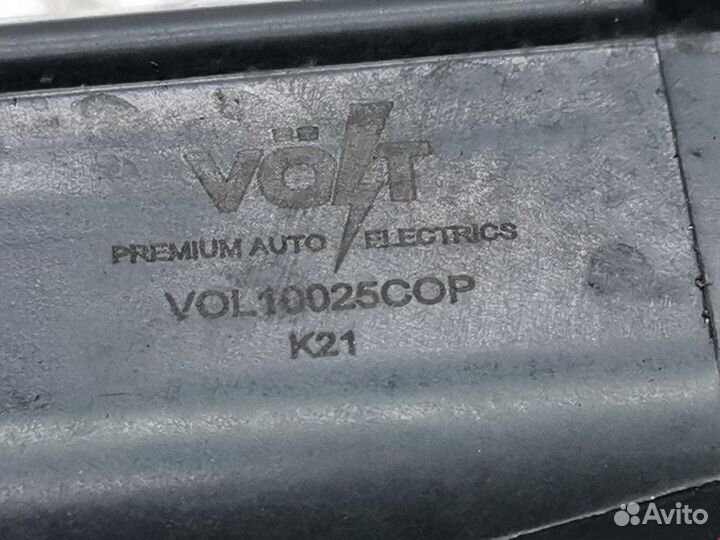 VÖLT
PREMIUM AUTO ELECTRICS
VOL10025COP
K21
Avito